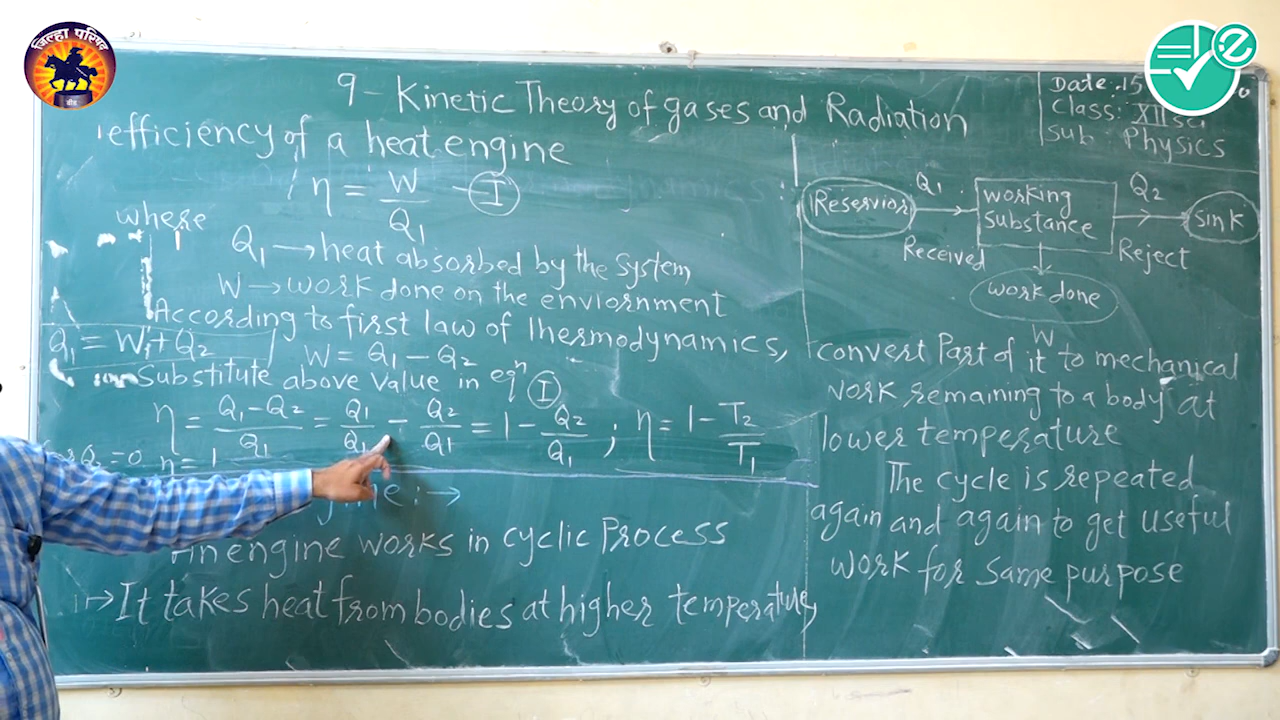 जिल्हा परिषद
बीड
e
9 - Kinetic Theory of gases and Radiation
Date: 15
Class: XII sci
Sub: Physics
efficiency of a heat engine
η = W / Q₁ - I
where
Q₁ → heat absorbed by the system,
W → work done on the enviornment
According to first law of Thermodynamics,
Q₁ = W + Q₂
W = Q₁ - Q₂
Substitute above value in eqⁿ I
η = Q₁ - Q₂ / Q₁ = Q₁ / Q₁ - Q₂ / Q₁ = 1 - Q₂ / Q₁ ; η = 1 - T₂ / T₁
Q₂ = 0 η = 1
: →
An engine works in cyclic Process
→ It takes heat from bodies at higher temperature,
Reservior
Q₁
working
substance
Q₂
sink
Received
Reject
work done
W
convert Part of it to mechanical
work remaining to a body at
lower temperature
The cycle is repeated
again and again to get useful
work for same purpose